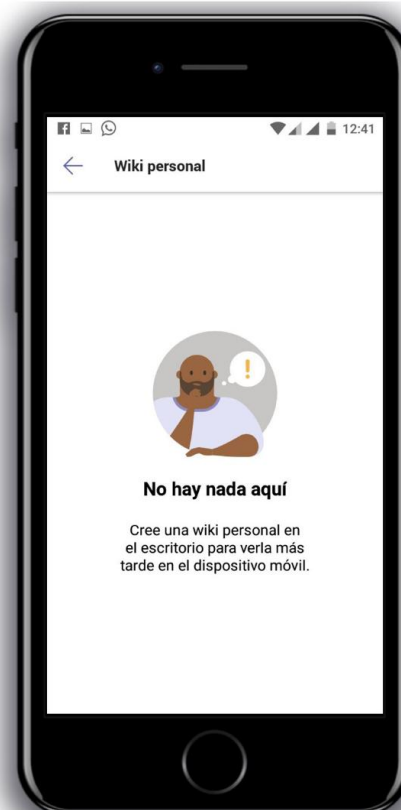 12:41
Wiki personal
No hay nada aquí
Cree una wiki personal en
el escritorio para verla más
tarde en el dispositivo móvil.